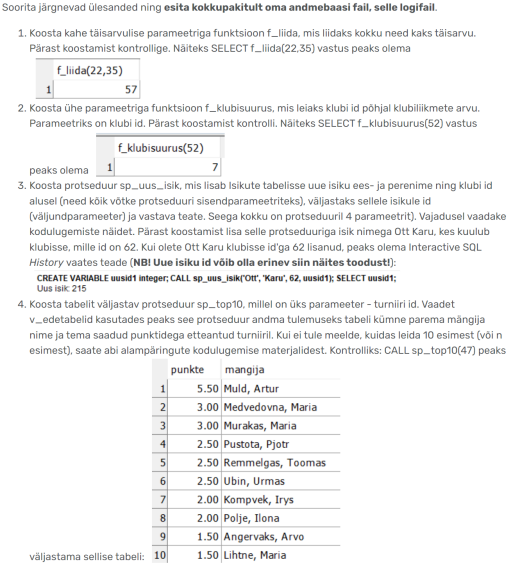 Soorita järgnevad ülesanded ning esita kokkupakitult oma andmebaasi fail, selle logifail.
1. Koosta kahe täisarvulise parameetriga funktsioon f_liida, mis liidaks kokku need kaks täisarvu.
Pärast koostamist kontrollige. Näiteks SELECT f_liida(22,35) vastus peaks olema
f_liida(22,35)
1 57
2. Koosta ühe parameetriga funktsioon f_klubisuurus, mis leiaks klubi id põhjal klubiliikmete arvu.
Parameetriks on klubi id. Pärast koostamist kontrolli. Näiteks SELECT f_klubisuurus(52) vastus
f_klubisuurus(52)
peaks olema 1 7
3. Koosta protseduur sp_uus_isik, mis lisab Isikute tabelisse uue isiku ees- ja perenime ning klubi id
alusel (need kõik võtke protseduuri sisendparameetriteks), väljastaks sellele isikule id
(väljundparameeter) ja vastava teate. Seega kokku on protseduuril 4 parameetrit). Vajadusel vaadake
kodulugemiste näidet. Pärast koostamist lisa selle protseduuriga isik nimega Ott Karu, kes kuulub
klubisse, mille id on 62. Kui olete Ott Karu klubisse id'ga 62 lisanud, peaks olema Interactive SQL
History vaates teade (NB! Uue isiku id võib olla erinev siin näites toodust!):
CREATE VARIABLE uusid1 integer; CALL sp_uus_isik('Ott', 'Karu', 62, uusid1); SELECT uusid1;
Uus isik: 215
4. Koosta tabelit väljastav protseduur sp_top10, millel on üks parameeter - turniiri id. Vaadet
v_edetabelid kasutades peaks see protseduur andma tulemuseks tabeli kümne parema mängija
nime ja tema saadud punktidega etteantud turniiril. Kui ei tule meelde, kuidas leida 10 esimest (või n
esimest), saate abi alampäringute kodulugemise materjalidest. Kontrolliks: CALL sp_top10(47) peaks
punkte mangija
1 5.50 Muld, Artur
2 3.00 Medvedovna, Maria
3 3.00 Murakas, Maria
4 2.50 Pustota, Pjotr
5 2.50 Remmelgas, Toomas
6 2.50 Ubin, Urmas
7 2.00 Kompvek, Irys
8 2.00 Polje, Ilona
9 1.50 Angervaks, Arvo
väljastama sellise tabeli: 10 1.50 Lihtne, Maria